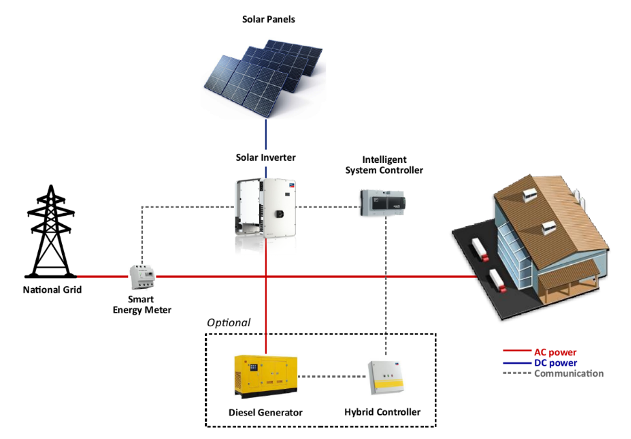 Solar Panels
Solar Inverter
Intelligent
System Controller
National Grid
Smart
Energy Meter
Optional
AC power
DC power
Communication
Diesel Generator
Hybrid Controller